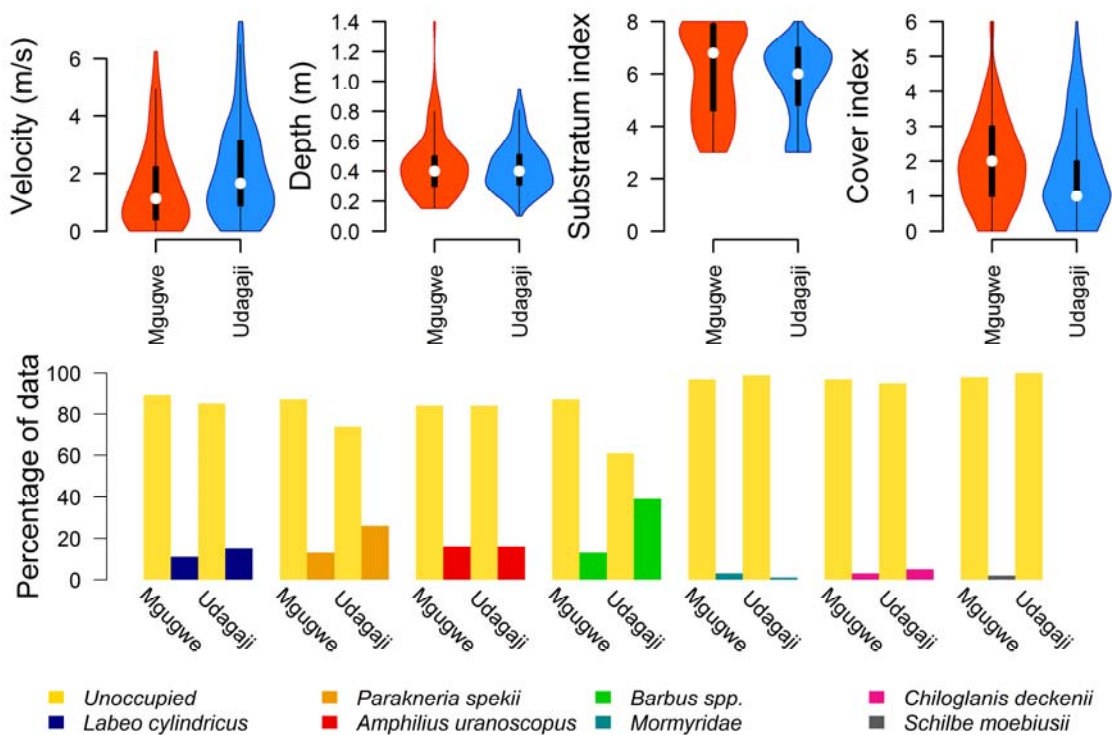 Velocity (m/s)
6
4
2
0
Mgugwe
Udagaji
Depth (m)
1.4
1.2
1.0
0.8
0.6
0.4
0.2
0.0
Mgugwe
Udagaji
Substratum index
8
6
4
2
0
Mgugwe
Udagaji
Cover index
6
5
4
3
2
1
0
Mgugwe
Udagaji
Percentage of data
100
80
60
40
20
0
Mgugwe
Udagaji
Mgugwe
Udagaji
Mgugwe
Udagaji
Mgugwe
Udagaji
Mgugwe
Udagaji
Mgugwe
Udagaji
Mgugwe
Udagaji
Unoccupied
Parakneria spekii
Barbus spp.
Chiloglanis deckenii
Labeo cylindricus
Amphilius uranoscopus
Mormyridae
Schilbe moebiusii